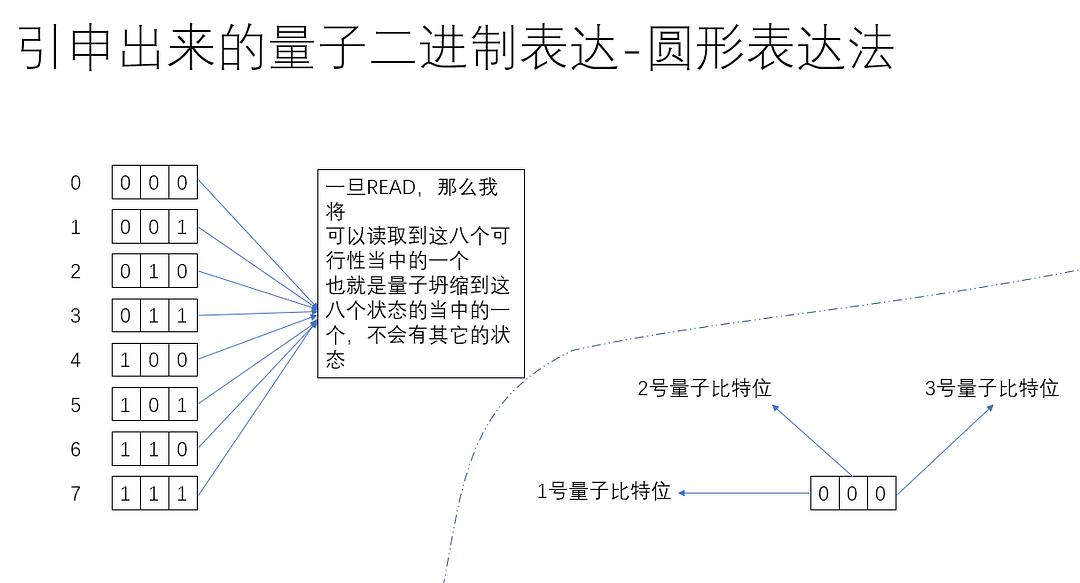 引申出来的量子二进制表达-圆形表达法
0 0 0 0
1 0 0 1
2 0 1 0
3 0 1 1
4 1 0 0
5 1 0 1
6 1 1 0
7 1 1 1
一旦READ，那么我
将
可以读取到这八个可
行性当中的一个
也就是量子坍缩到这
八个状态的当中的一
个，不会有其它的状
态
2号量子比特位
3号量子比特位
1号量子比特位
0 0 0